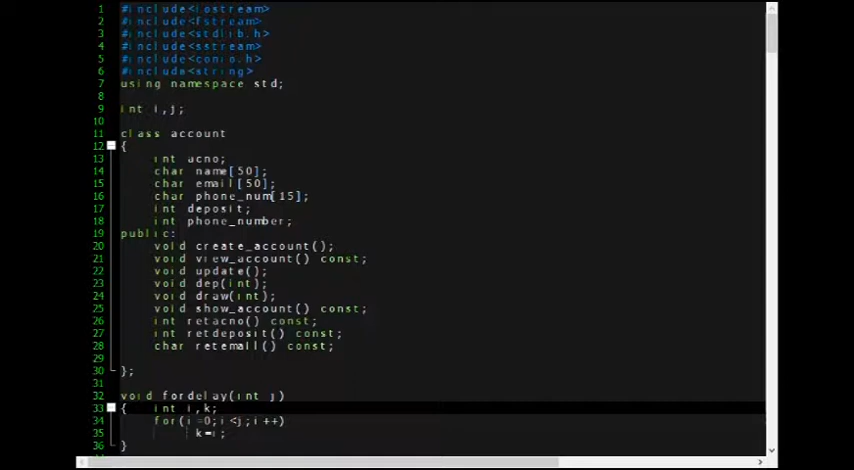 1 #include<iostream>
2 #include<fstream>
3 #include<stdlib.h>
4 #include<sstream>
5 #include<conio.h>
6 #include<string>
7 using namespace std;
8
9 int i,j;
10
11 class account
12 {
13 int acno;
14 char name[50];
15 char email[50];
16 char phone_num[15];
17 int deposit;
18 int phone_number;
19 public:
20 void create_account();
21 void view_account() const;
22 void update();
23 void dep(int);
24 void draw(int);
25 void show_account() const;
26 int retacno() const;
27 int retdeposit() const;
28 char retemail() const;
29
30 };
31
32 void fordelay(int j)
33 { int i,k;
34 for(i=0;i<j;i++)
35 k=i;
36 }